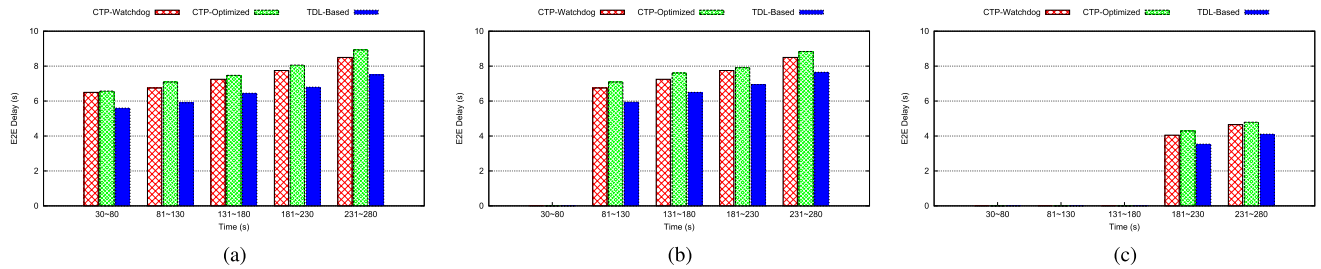 CTP-Watchdog CTP-Optimized TDL-Based
10
8
6
4
2
0
E2E Delay (s)
30~80 81~130 131~180 181~230 231~280
Time (s)
(a)
CTP-Watchdog CTP-Optimized TDL-Based
10
8
6
4
2
0
E2E Delay (s)
30~80 81~130 131~180 181~230 231~280
Time (s)
(b)
CTP-Watchdog CTP-Optimized TDL-Based
10
8
6
4
2
0
E2E Delay (s)
30~80 81~130 131~180 181~230 231~280
Time (s)
(c)